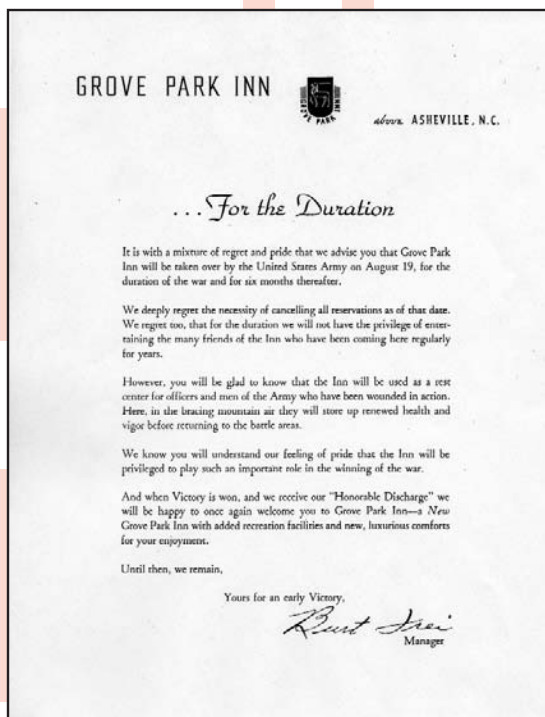 GROVE PARK INN
GROVE PARK INN
above ASHEVILLE, N.C.
...For the Duration
It is with a mixture of regret and pride that we advise you that Grove Park
Inn will be taken over by the United States Army on August 19, for the
duration of the war and for six months thereafter.
We deeply regret the necessity of cancelling all reservations as of that date.
We regret too, that for the duration we will not have the privilege of enter-
taining the many friends of the Inn who have been coming here regularly
for years.
However, you will be glad to know that the Inn will be used as a rest
center for officers and men of the Army who have been wounded in action.
Here, in the bracing mountain air they will store up renewed health and
vigor before returning to the battle areas.
We know you will understand our feeling of pride that the Inn will be
privileged to play such an important role in the winning of the war.
And when Victory is won, and we receive our "Honorable Discharge" we
will be happy to once again welcome you to Grove Park Inn—a New
Grove Park Inn with added recreation facilities and new, luxurious comforts
for your enjoyment.
Until then, we remain,
Yours for an early Victory,
Burt Frei
Manager